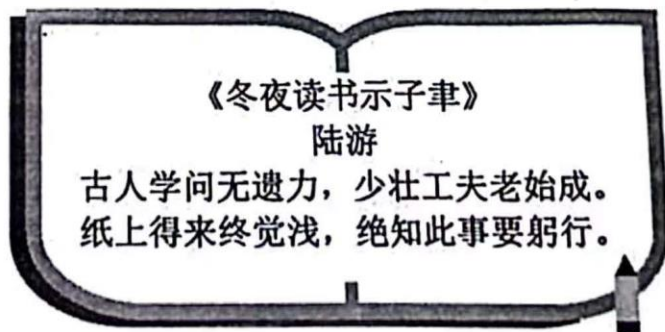 《冬夜读书示子聿》
陆游
古人学问无遗力，少壮工夫老始成。
纸上得来终觉浅，绝知此事要躬行。